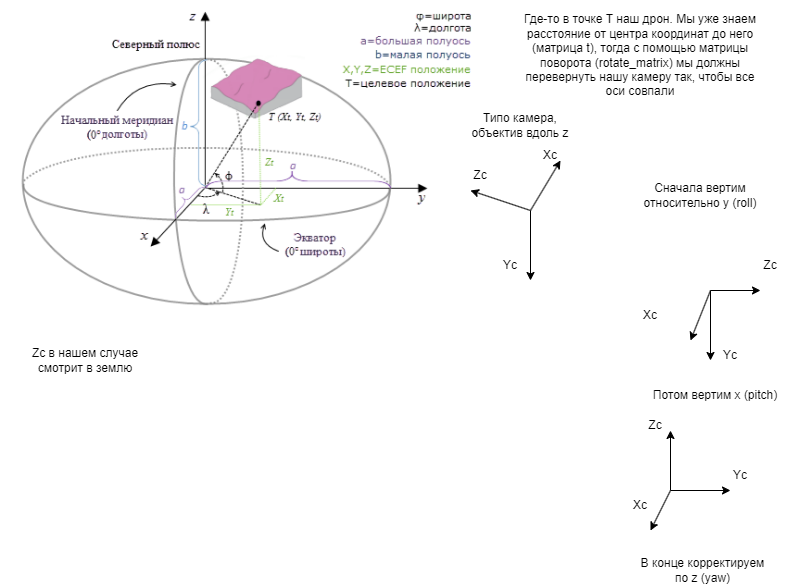 z
φ=широта
λ=долгота
a=большая полуось
b=малая полуось
X,Y,Z=ECEF положение
T=целевое положение
Северный полюс
Начальный меридиан
(0° долготы)
b
T (Xt, Yt, Zt)
Zt
a
ϕ
a
λ
Yt
Xt
y
x
Экватор
(0° широты)
Zc в нашем случае
смотрит в землю
Где-то в точке T наш дрон. Мы уже знаем
расстояние от центра координат до него
(матрица t), тогда с помощью матрицы
поворота (rotate_matrix) мы должны
перевернуть нашу камеру так, чтобы все
оси совпали
Типо камера,
объектив вдоль z
Xc
Zc
Yc
Сначала вертим
относительно y (roll)
Zc
Xc
Yc
Потом вертим x (pitch)
Zc
Yc
Xc
В конце корректируем
по z (yaw)